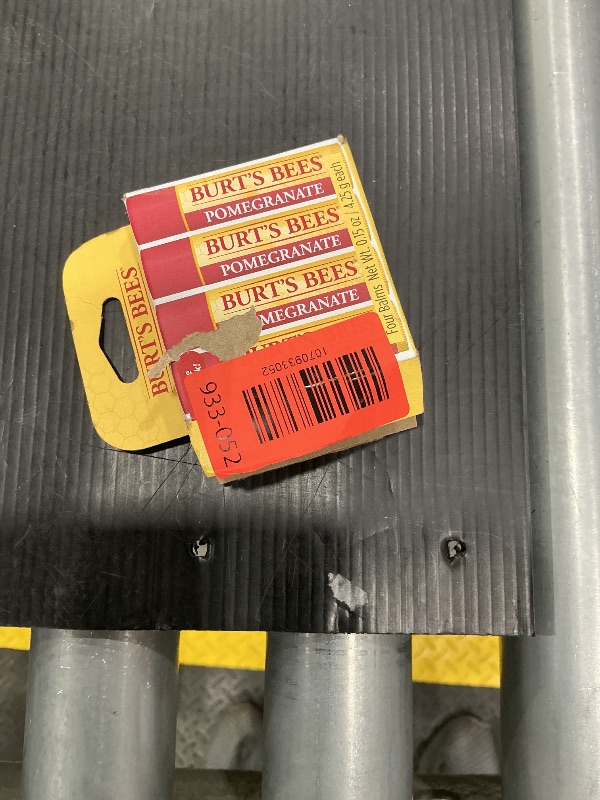 BURT'S BEES
POMEGRANATE
BURT'S BEES
POMEGRANATE
BURT'S BEES
MEGRANATE
BURT'S BEES
Four Balms Net Wt. 0.15 oz / 4.25 g each
1070933052
933-052